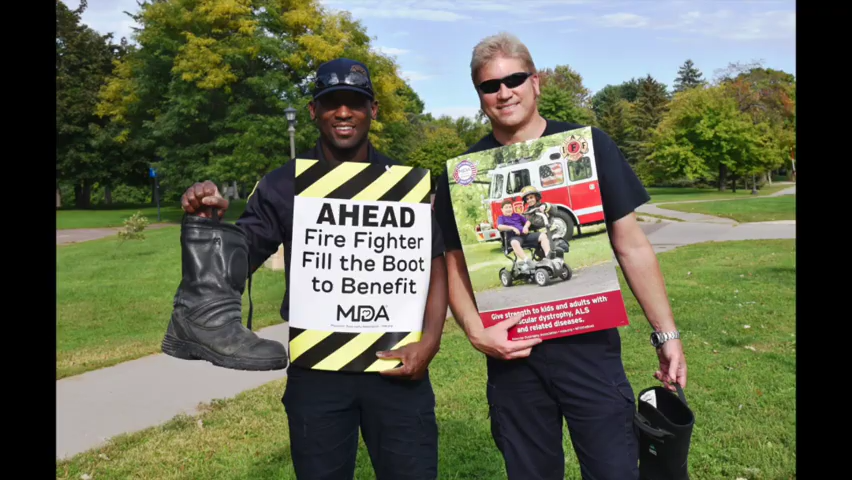 AHEAD
Fire Fighter
Fill the Boot
to Benefit
MDA
Give strength to kids and adults with
cular dystrophy, ALS
and related diseases.